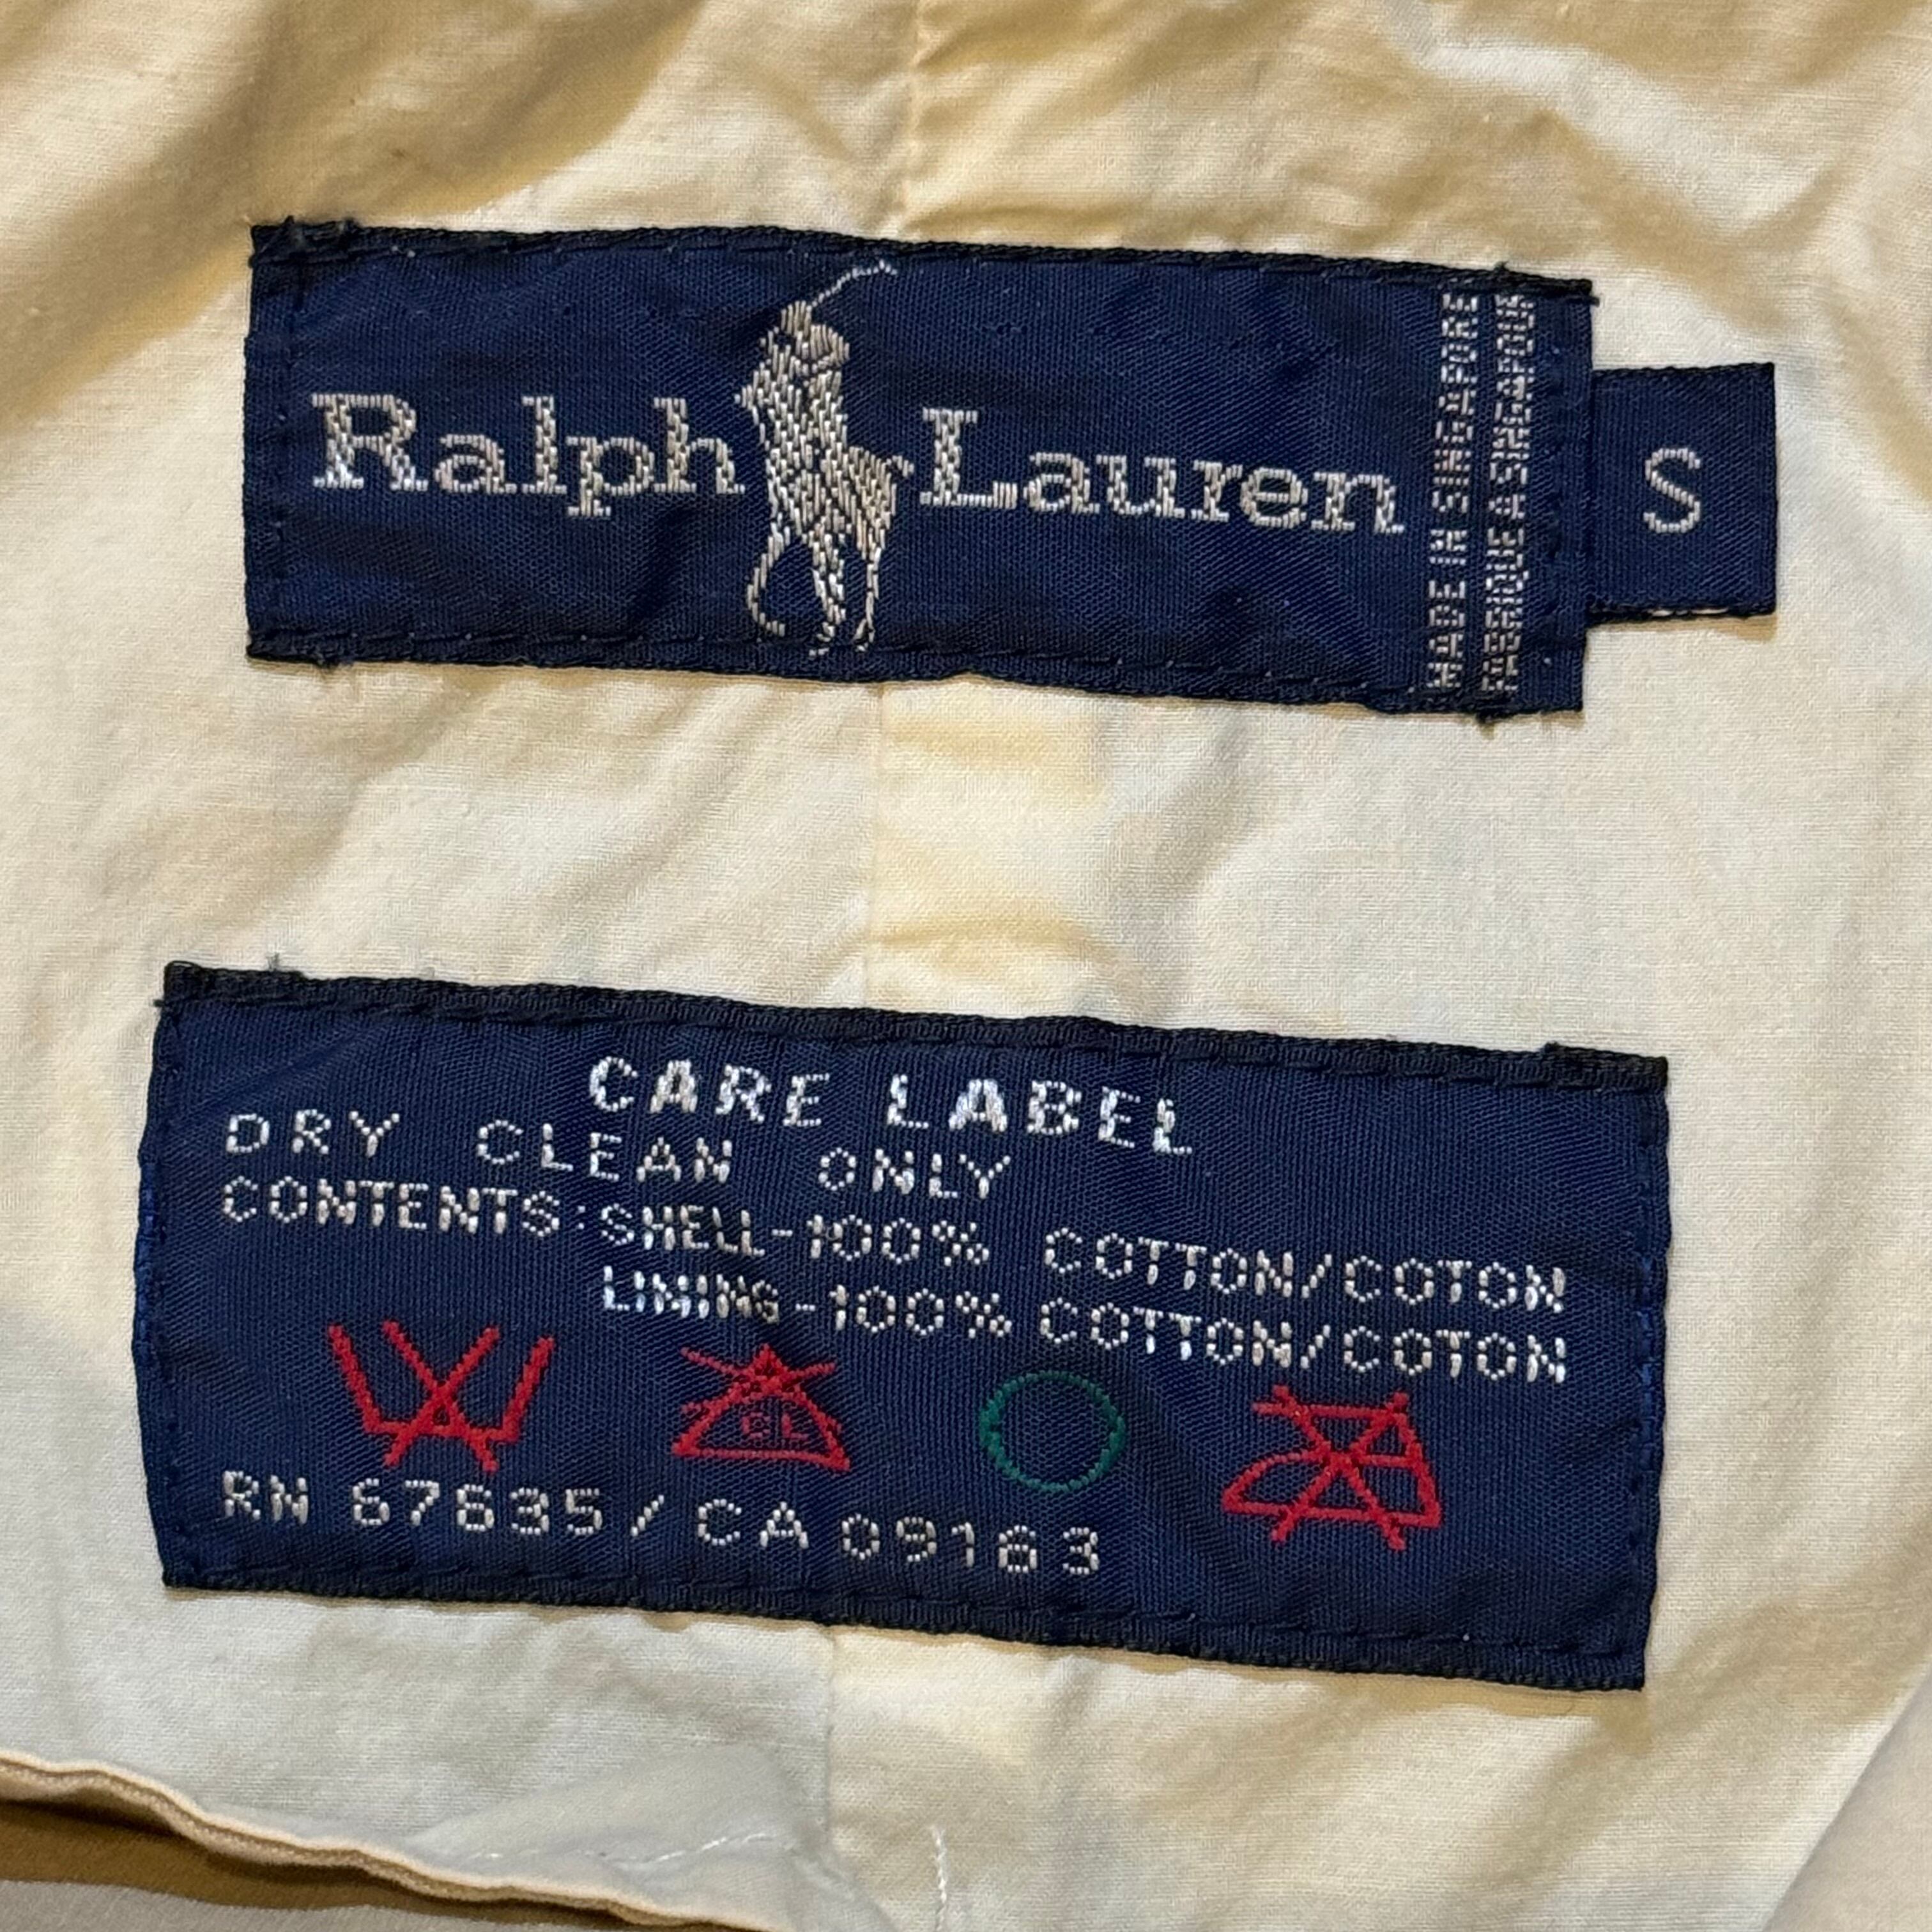 Ralph Lauren
MADE IN SINGAPORE
FABRIQUE A SINGAPOUR
S
CARE LABEL
DRY CLEAN ONLY
CONTENTS: SHELL-100% COTTON/COTON
LINING-100% COTTON/COTON
CL
RN 67635/CA 09163